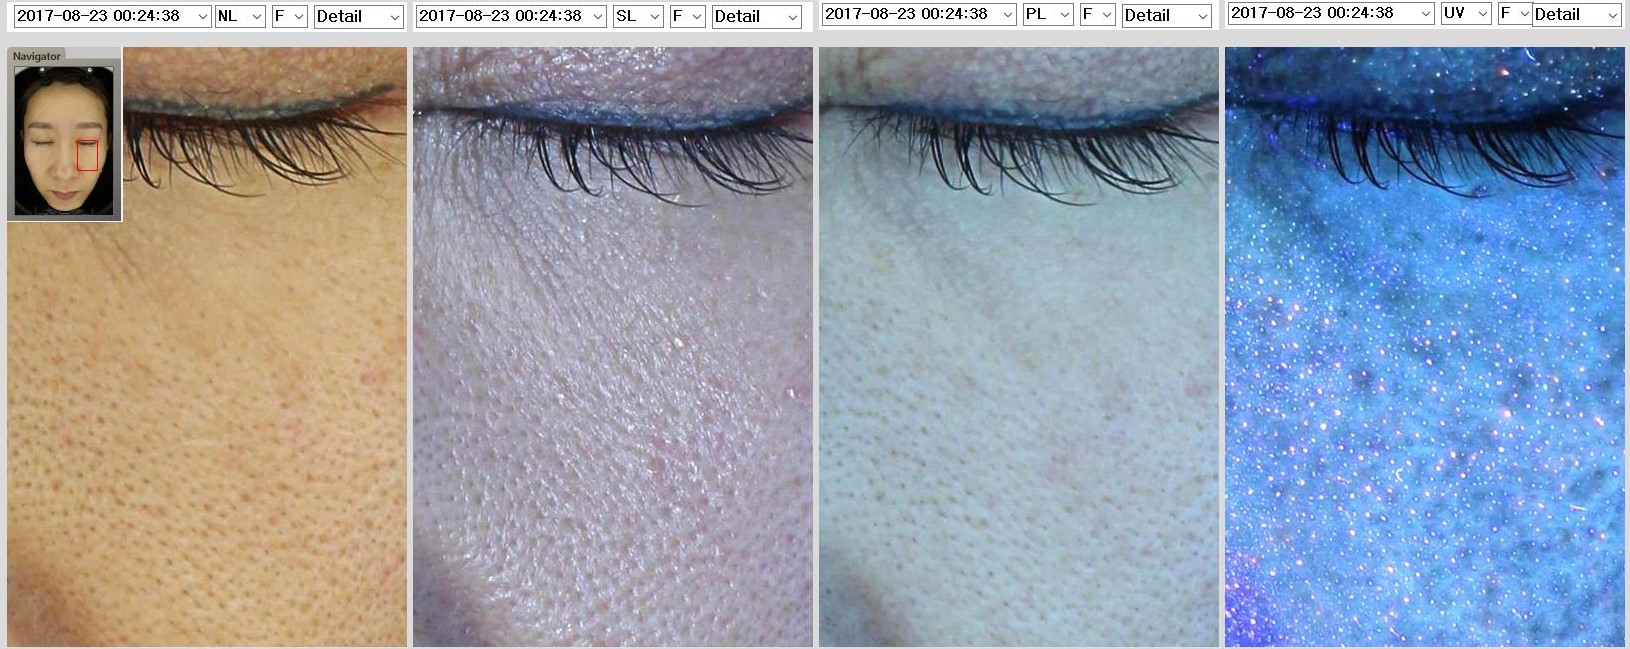 2017-08-23 00:24:38 NL F Detail
2017-08-23 00:24:38 SL F Detail
2017-08-23 00:24:38 PL F Detail
2017-08-23 00:24:38 UV F Detail
Navigator